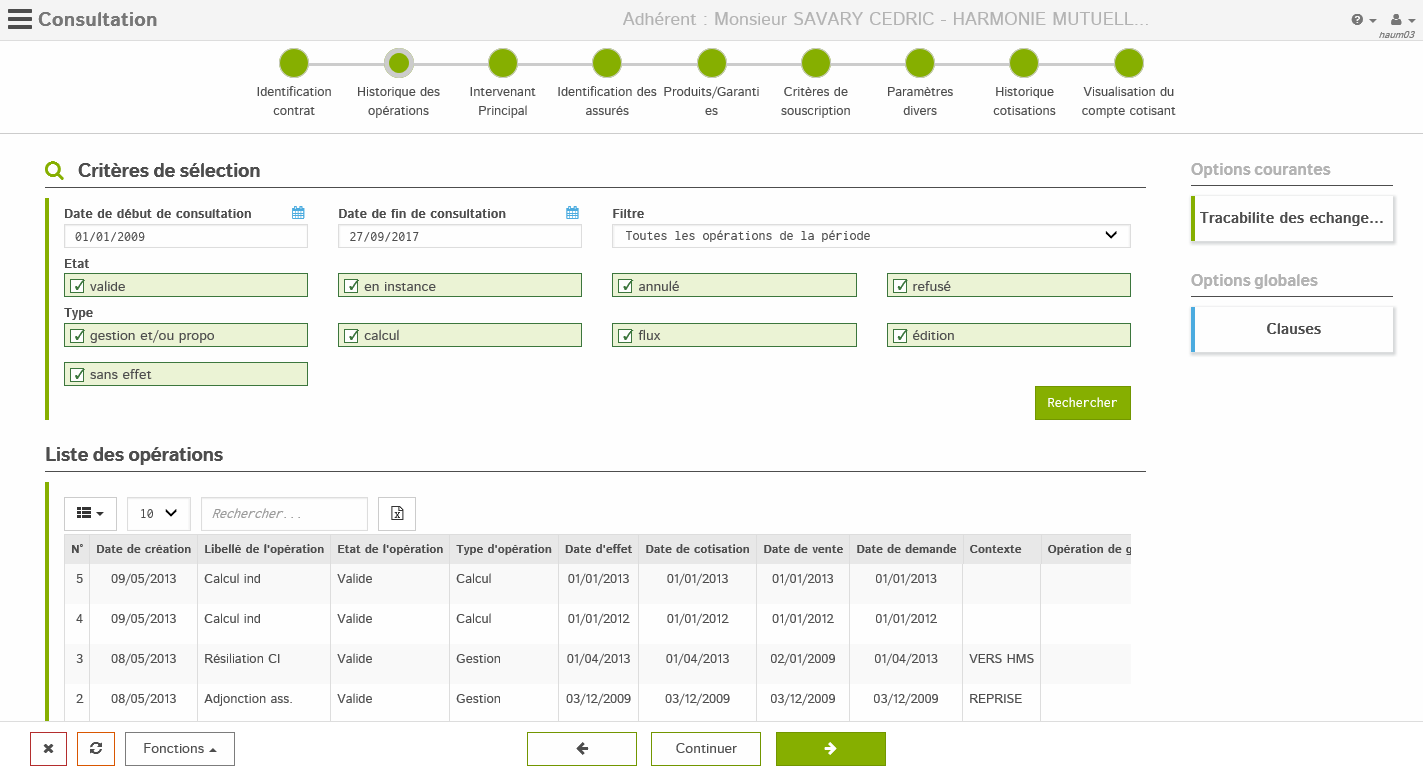 Consultation
Adhérent : Monsieur SAVARY CEDRIC - HARMONIE MUTUELL...
haum03
Identification contrat
Historique des opérations
Intervenant Principal
Identification des assurés
Produits/Garanties
Critères de souscription
Paramètres divers
Historique cotisations
Visualisation du compte cotisant
Critères de sélection
Date de début de consultation
Date de fin de consultation
Filtre
01/01/2009
27/09/2017
Toutes les opérations de la période
Etat
valide
en instance
annulé
refusé
Type
gestion et/ou propo
calcul
flux
édition
sans effet
Rechercher
Options courantes
Tracabilite des echange...
Options globales
Clauses
Liste des opérations
10
Rechercher...
N° Date de création Libellé de l'opération Etat de l'opération Type d'opération Date d'effet Date de cotisation Date de vente Date de demande Contexte Opération de g
5 09/05/2013 Calcul ind Valide Calcul 01/01/2013 01/01/2013 01/01/2013 01/01/2013
4 09/05/2013 Calcul ind Valide Calcul 01/01/2012 01/01/2012 01/01/2012 01/01/2012
3 08/05/2013 Résiliation CI Valide Gestion 01/04/2013 01/04/2013 02/01/2009 01/04/2013 VERS HMS
2 08/05/2013 Adjonction ass. Valide Gestion 03/12/2009 03/12/2009 03/12/2009 03/12/2009 REPRISE
Fonctions
Continuer